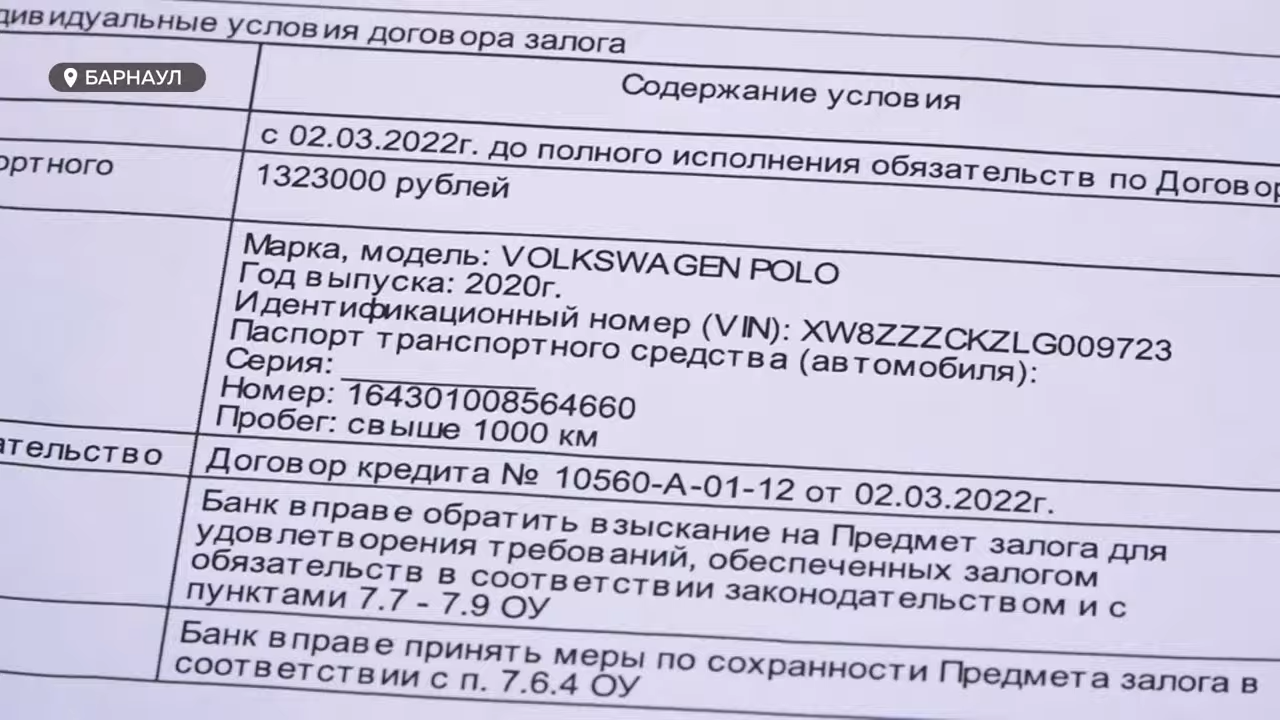 дивидуальные условия договора залога
БАРНАУЛ
Содержание условия
с 02.03.2022г. до полного исполнения обязательств по Договор
ортного
1323000 рублей
Марка, модель: VOLKSWAGEN POLO
Год выпуска: 2020г.
Идентификационный номер (VIN): XW8ZZZCKZLG009723
Паспорт транспортного средства (автомобиля):
Серия: ____________
Номер: 164301008564660
Пробег: свыше 1000 км
ательство
Договор кредита № 10560-А-01-12 от 02.03.2022г.
Банк вправе обратить взыскание на Предмет залога для
удовлетворения требований, обеспеченных залогом
обязательств в соответствии законодательством и с
пунктами 7.7 - 7.9 ОУ
Банк вправе принять меры по сохранности Предмета залога в
соответствии с п. 7.6.4 ОУ